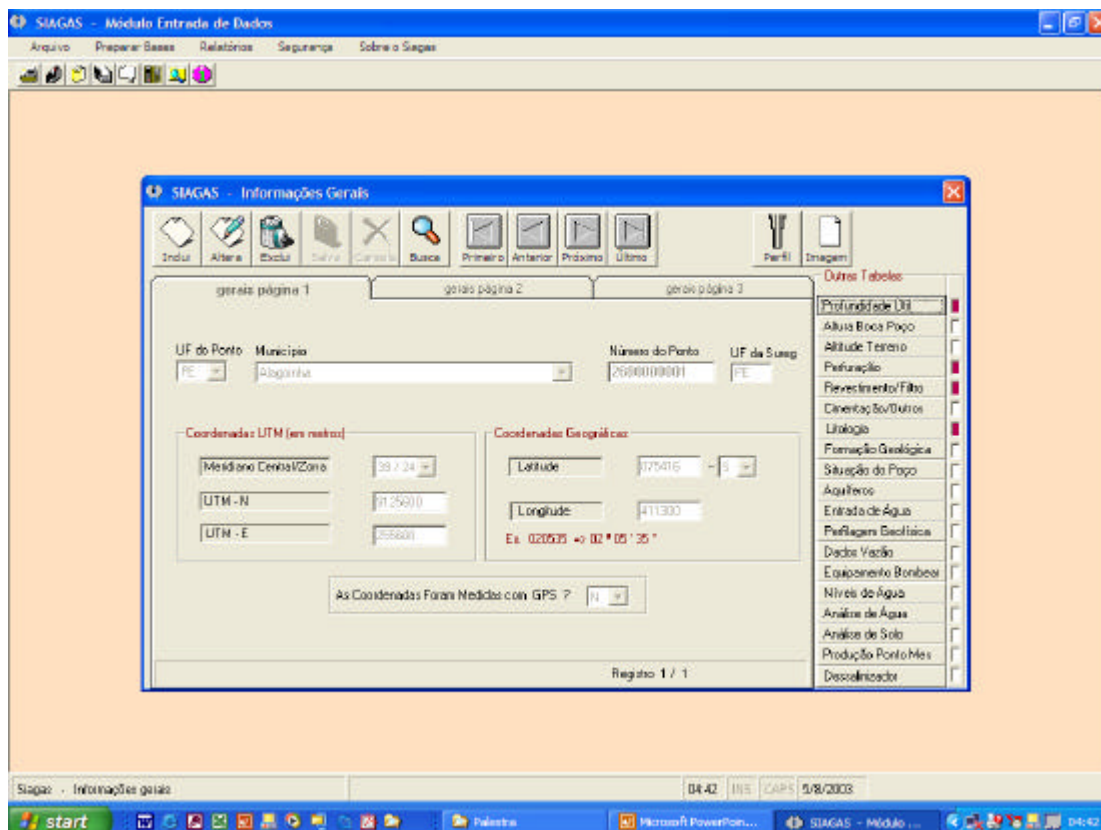 SIAGAS - Módulo Entrada de Dados
Arquivo Preparar Bases Relatórios Segurança Sobre o Siagas
SIAGAS - Informações Gerais
Inclui Altera Exclui Salva Cancela Busca Primeiro Anterior Próximo Último Perfil Imagem
gerais página 1 gerais página 2 gerais página 3
Outras Tabelas
Profundidade Útil
Altura Boca Poço
Altitude Terreno
Perfuração
Revestimento/Filtro
Cimentação/Outros
Litologia
Formação Geológica
Situação do Poço
Aquíferos
Entrada de Água
Perfilagem Geofísica
Dados Vazão
Equipamento Bombear
Níveis de Água
Análise de Água
Análise de Solo
Produção Ponto Mes
Dessalinizador
UF do Ponto Município Número do Ponto UF da Sureg
PE Alagoinha 2600000001 PE
Coordenadas UTM (em metros)
Meridiano Central/Zona 39 / 24
UTM - N 9125600
UTM - E
Coordenadas Geográficas
Latitude 075416 - S
Longitude 411300
Ex. 020535 => 02 º 05 ' 35 "
As Coordenadas Foram Medidas com GPS ? N
Registro 1 / 1
Siagas - Informações gerais 04:42 INS CAPS 5/8/2003
start Palestra Microsoft PowerPoin... SIAGAS - Módulo ... 04:42